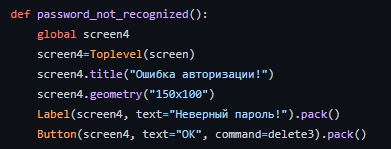 def password_not_recognized():
    global screen4
    screen4=Toplevel(screen)
    screen4.title("Ошибка авторизации!")
    screen4.geometry("150x100")
    Label(screen4, text="Неверный пароль!").pack()
    Button(screen4, text="OK", command=delete3).pack()